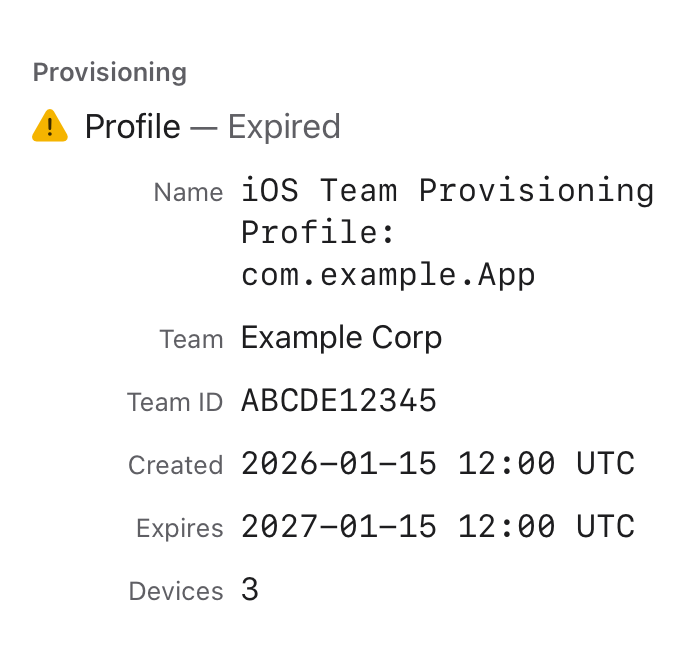 Provisioning
Profile — Expired
Name iOS Team Provisioning
Profile:
com.example.App
Team Example Corp
Team ID ABCDE12345
Created 2026-01-15 12:00 UTC
Expires 2027-01-15 12:00 UTC
Devices 3